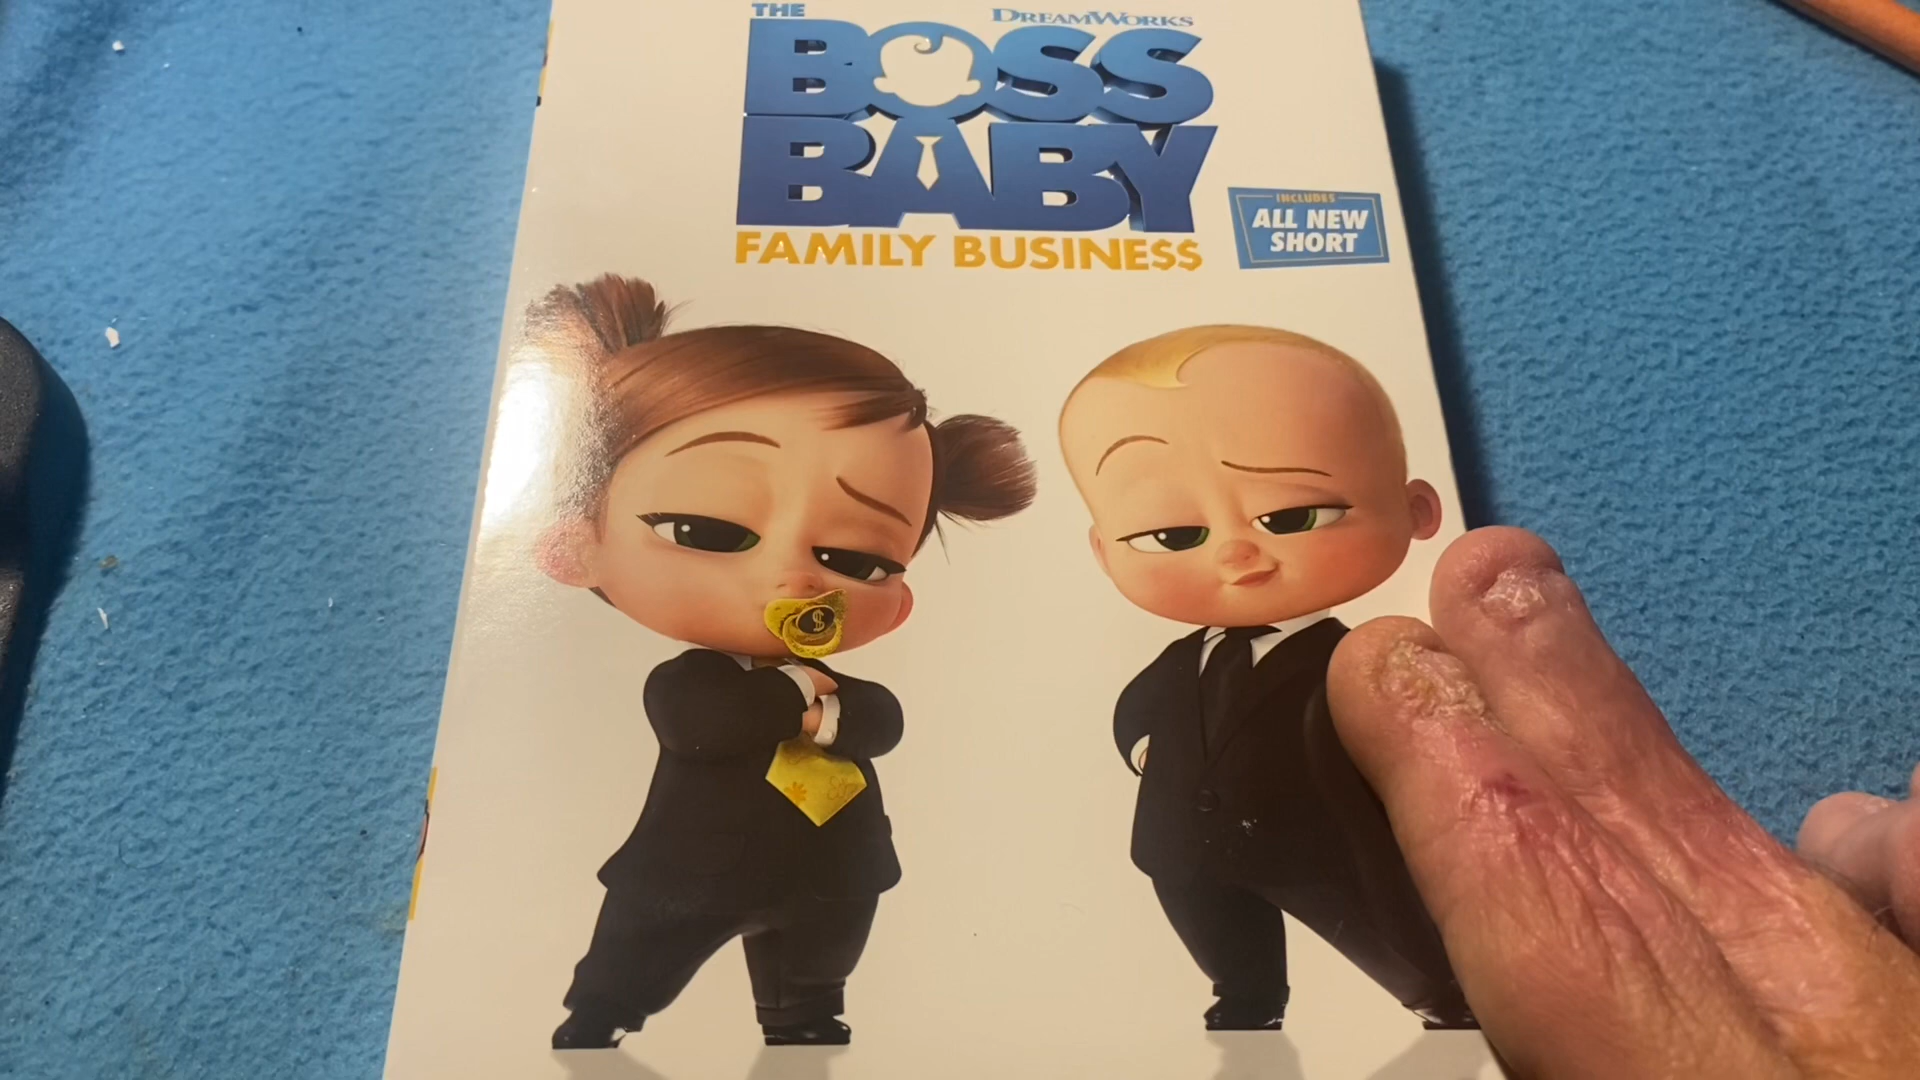 THE
DREAMWORKS
BOSS
BABY
FAMILY BUSINE$$
INCLUDES
ALL NEW
SHORT
$